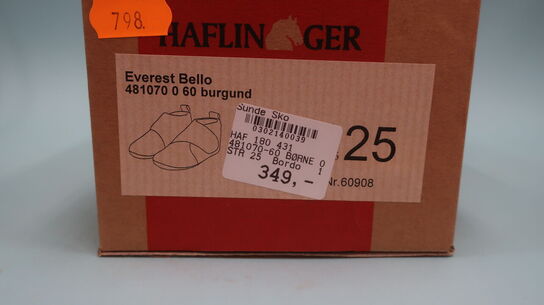 798.
HAFLINGER
Everest Bello
481070 0 60 burgund
Sunde Sko
0302140039
HAF 180 431
481070-60 BØRNE 0
STR 25 Bordo 1
349,-
25
Nr.60908